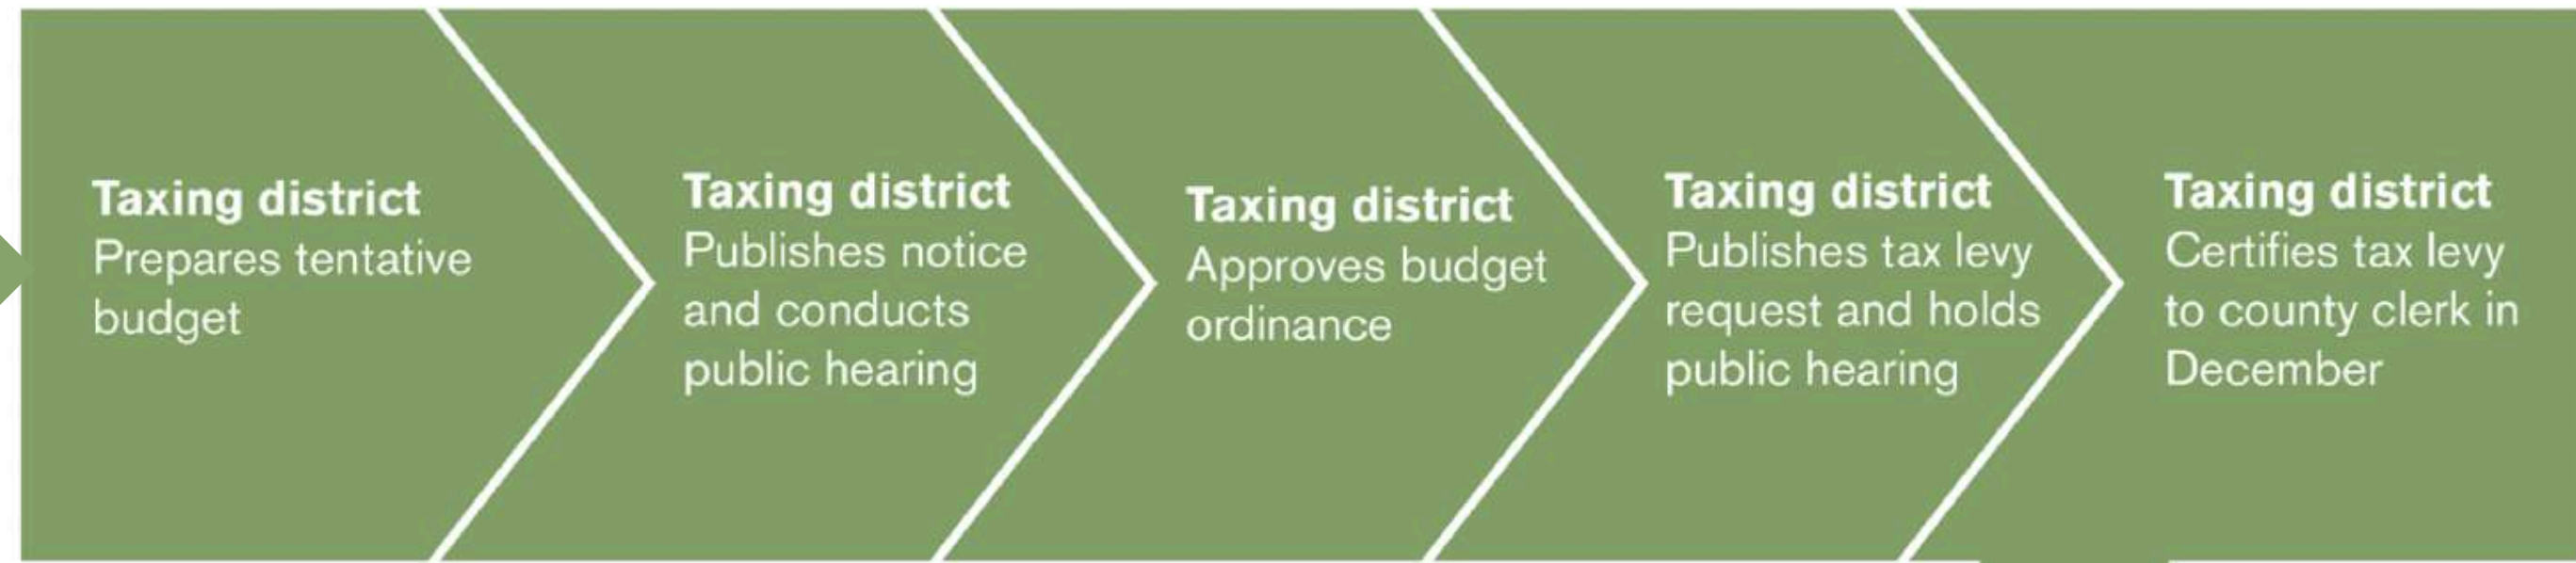 Taxing district
Prepares tentative
budget
Taxing district
Publishes notice
and conducts
public hearing
Taxing district
Approves budget
ordinance
Taxing district
Publishes tax levy
request and holds
public hearing
Taxing district
Certifies tax levy
to county clerk in
December